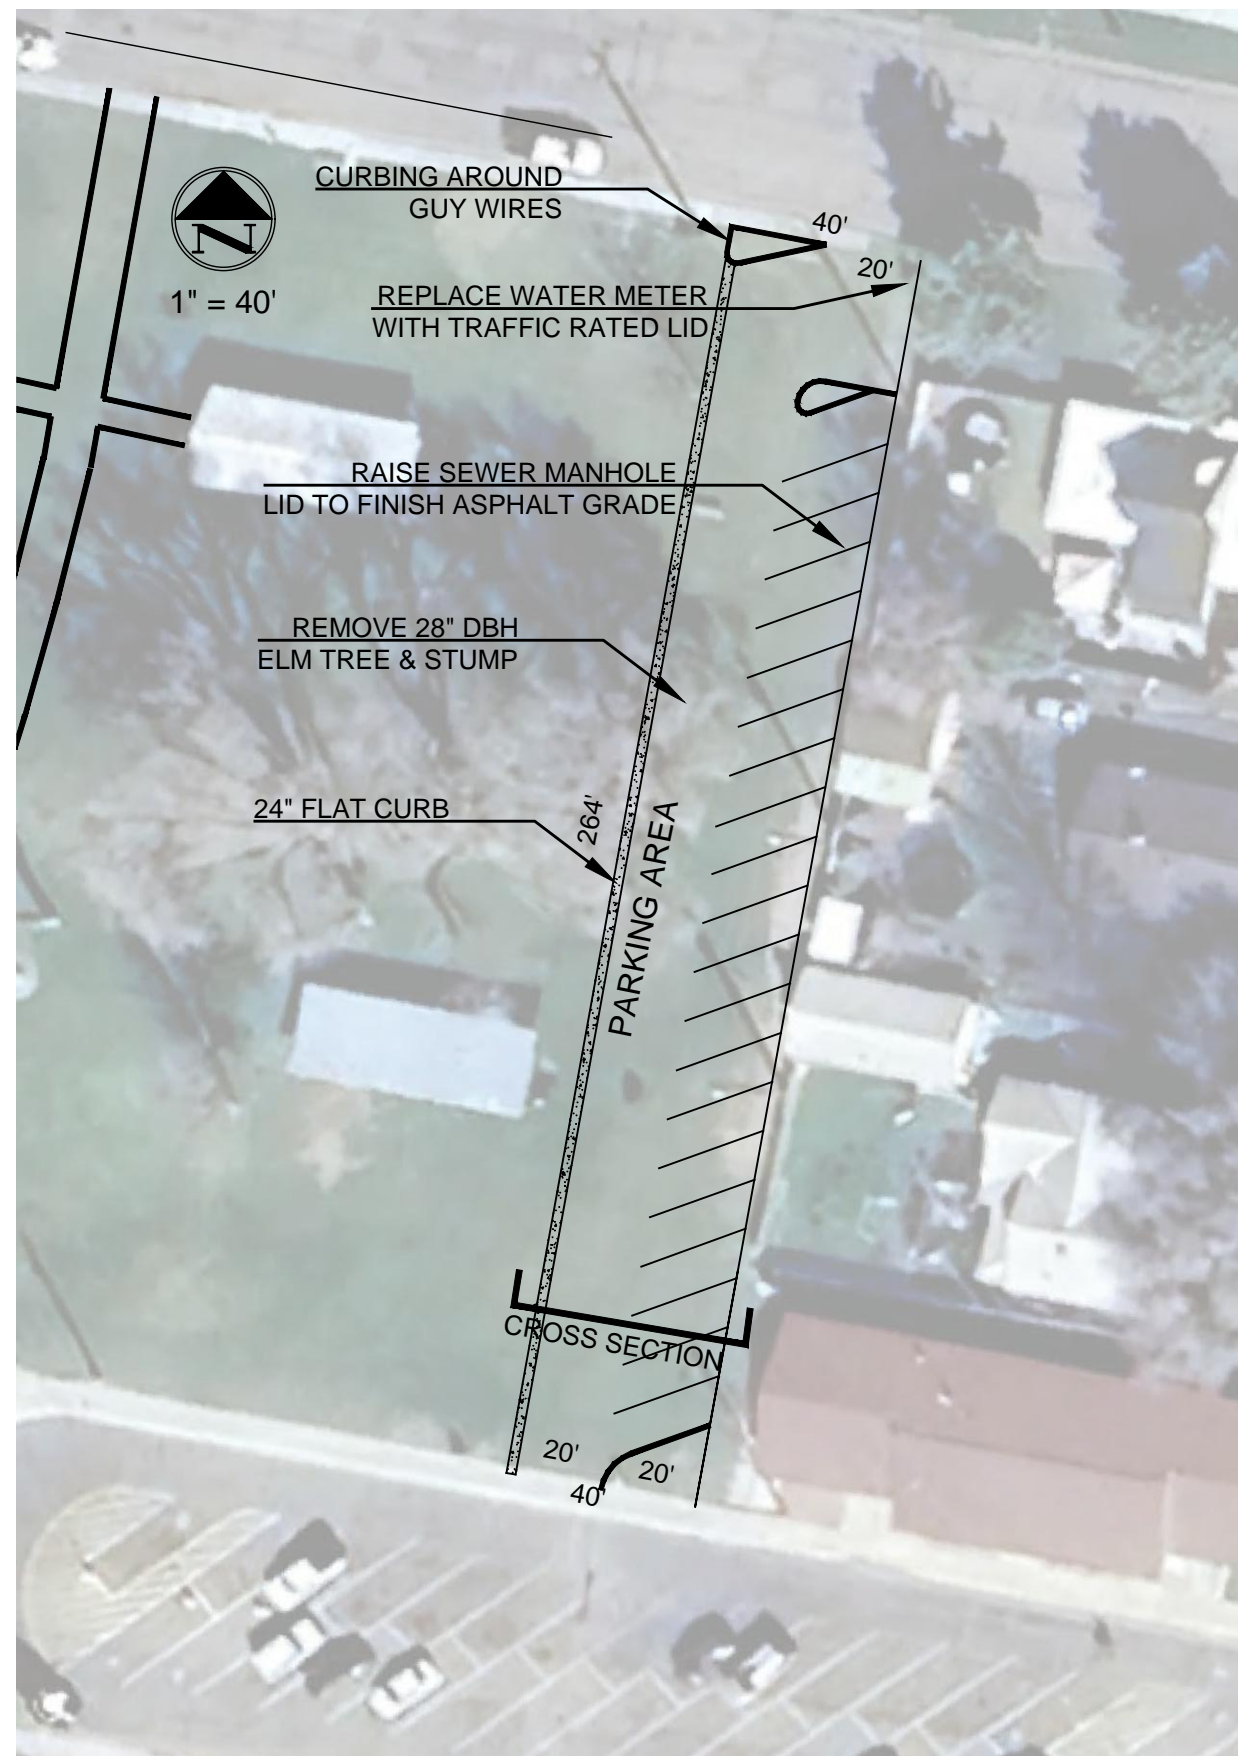 CURBING AROUND
GUY WIRES
40'
20'
N
1" = 40'
REPLACE WATER METER
WITH TRAFFIC RATED LID
RAISE SEWER MANHOLE
LID TO FINISH ASPHALT GRADE
REMOVE 28" DBH
ELM TREE & STUMP
24" FLAT CURB
264'
PARKING AREA
CROSS SECTION
20'
20'
40'